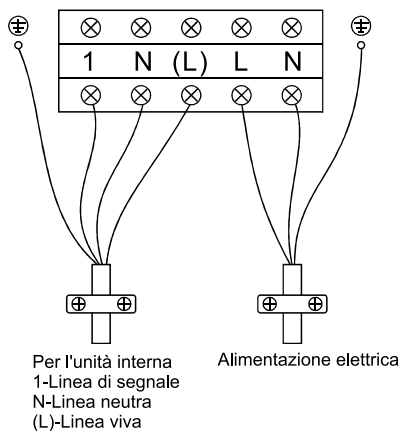 1 N (L) L N
Per l'unità interna
1-Linea di segnale
N-Linea neutra
(L)-Linea viva
Alimentazione elettrica